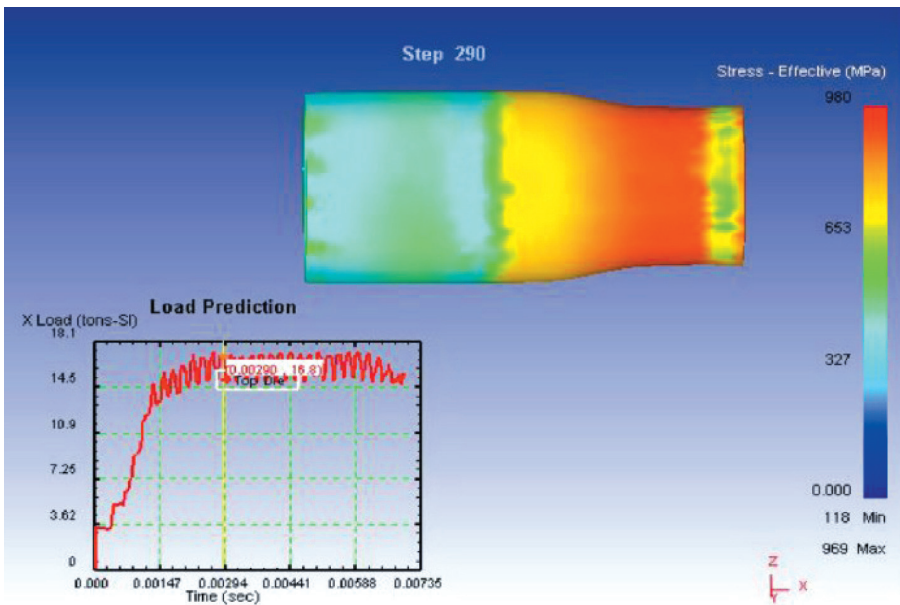 Step 290
Stress - Effective (MPa)
980
653
327
0.000
118 Min
969 Max
Load Prediction
X Load (tons-SI)
18.1
14.5
10.9
7.25
3.62
0
(0.00290 , 16.8)
Top Die
0.000 0.00147 0.00294 0.00441 0.00588 0.00735
Time (sec)
Z
X
Y